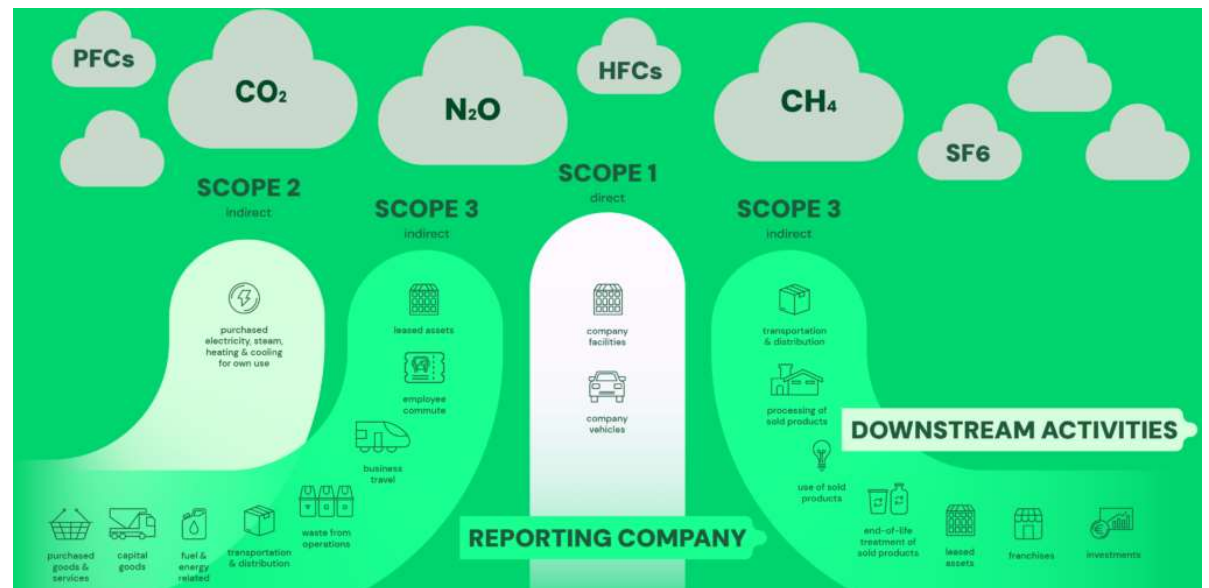 PFCs
CO₂
N₂O
HFCs
CH₄
SF6
SCOPE 2
indirect
SCOPE 3
indirect
SCOPE 1
direct
SCOPE 3
indirect
purchased
electricity, steam,
heating & cooling
for own use
leased assets
employee
commute
business
travel
waste from
operations
transportation
& distribution
fuel &
energy
related
capital
goods
purchased
goods &
services
company
facilities
company
vehicles
REPORTING COMPANY
transportation
& distribution
processing of
sold products
use of sold
products
end-of-life
treatment of
sold products
leased
assets
franchises
investments
DOWNSTREAM ACTIVITIES